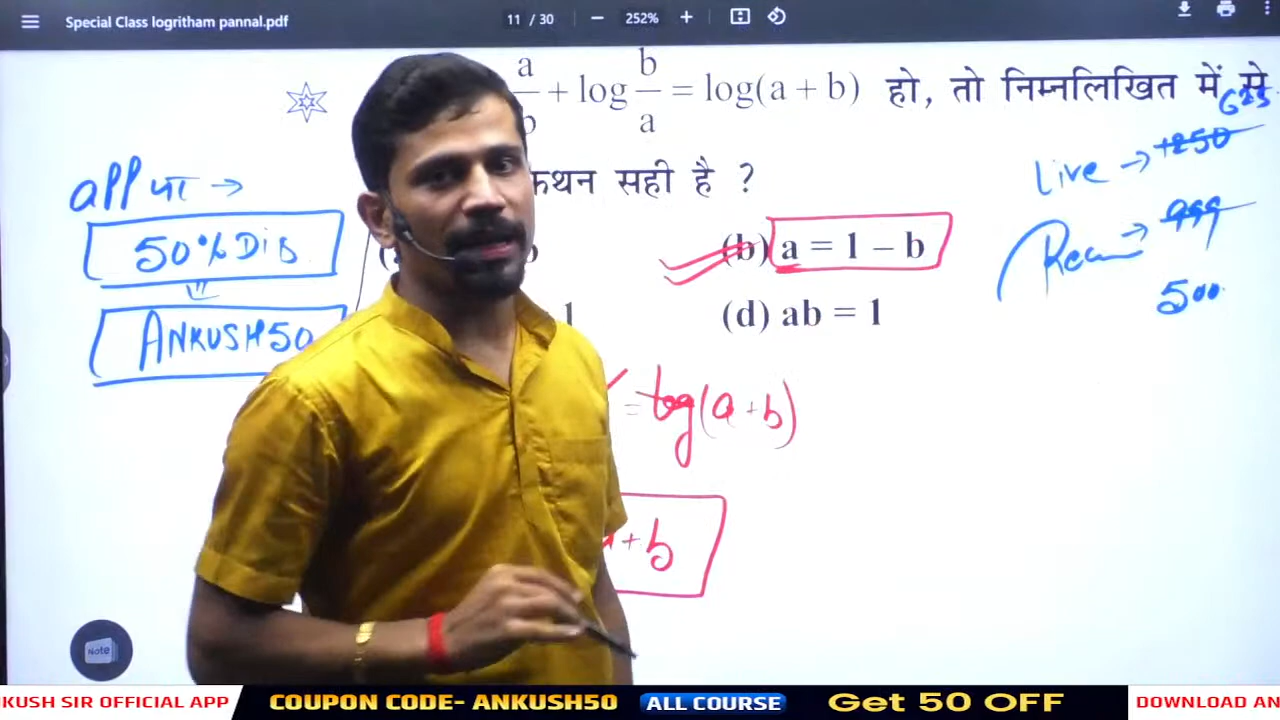 Special Class logritham pannal.pdf
11 / 30
252%
a/b + log b/a = log(a + b) हो, तो निम्नलिखित में से
कथन सही है ?
(b) a = 1 – b
1
(d) ab = 1
app पर →
50% Dis
ANKUSH50
Live → +250
625
→ 999
500
= log(a + b)
+ b
Note
KUSH SIR OFFICIAL APP
COUPON CODE- ANKUSH50
ALL COURSE
Get 50 OFF
DOWNLOAD AN